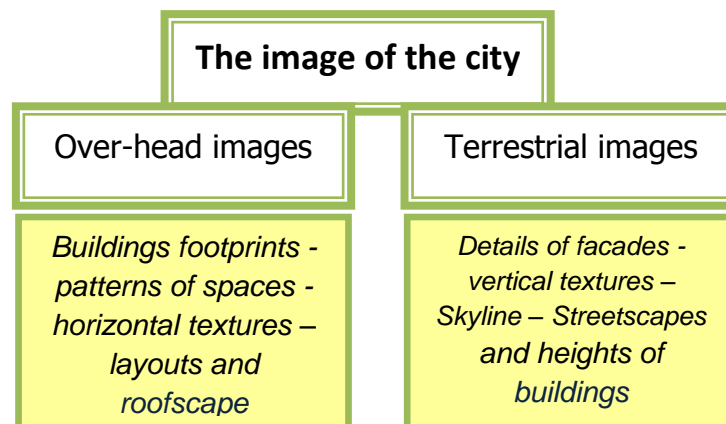 The image of the city
Over-head images
Terrestrial images
Buildings footprints -
patterns of spaces -
horizontal textures –
layouts and
roofscape
Details of facades -
vertical textures –
Skyline – Streetscapes
and heights of
buildings